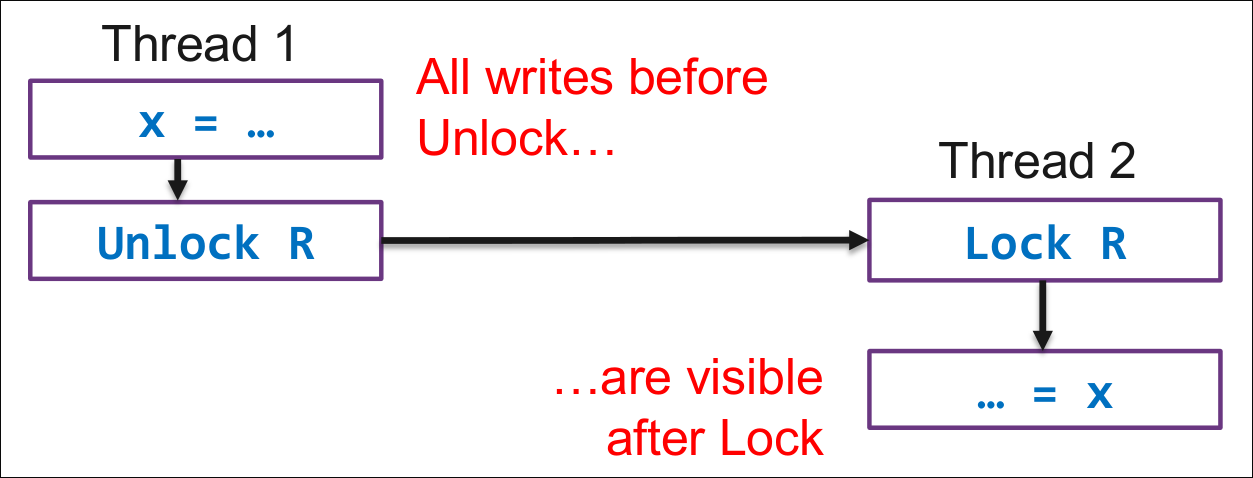 Thread 1
x = …
Unlock R
All writes before
Unlock…
Thread 2
Lock R
… = x
…are visible
after Lock